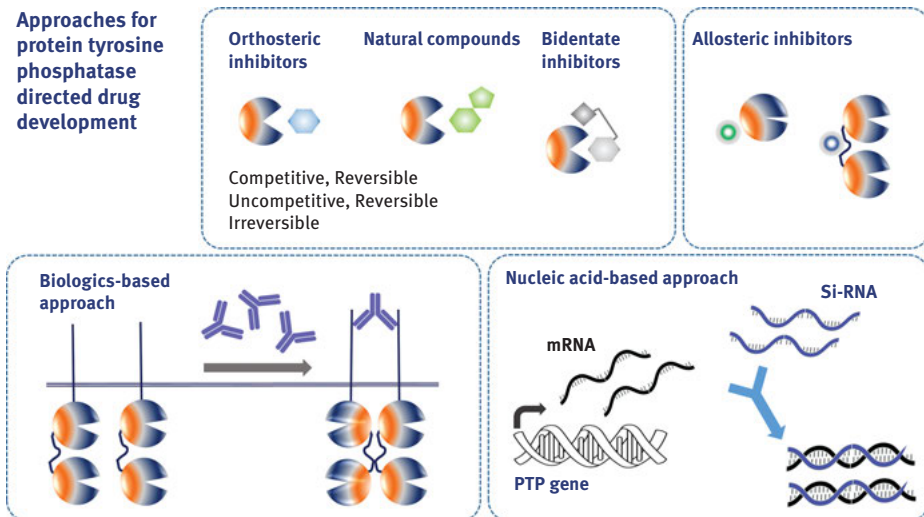 Approaches for
protein tyrosine
phosphatase
directed drug
development
Orthosteric
inhibitors
Natural compounds
Bidentate
inhibitors
Competitive, Reversible
Uncompetitive, Reversible
Irreversible
Allosteric inhibitors
Biologics-based
approach
Nucleic acid-based approach
Si-RNA
mRNA
PTP gene